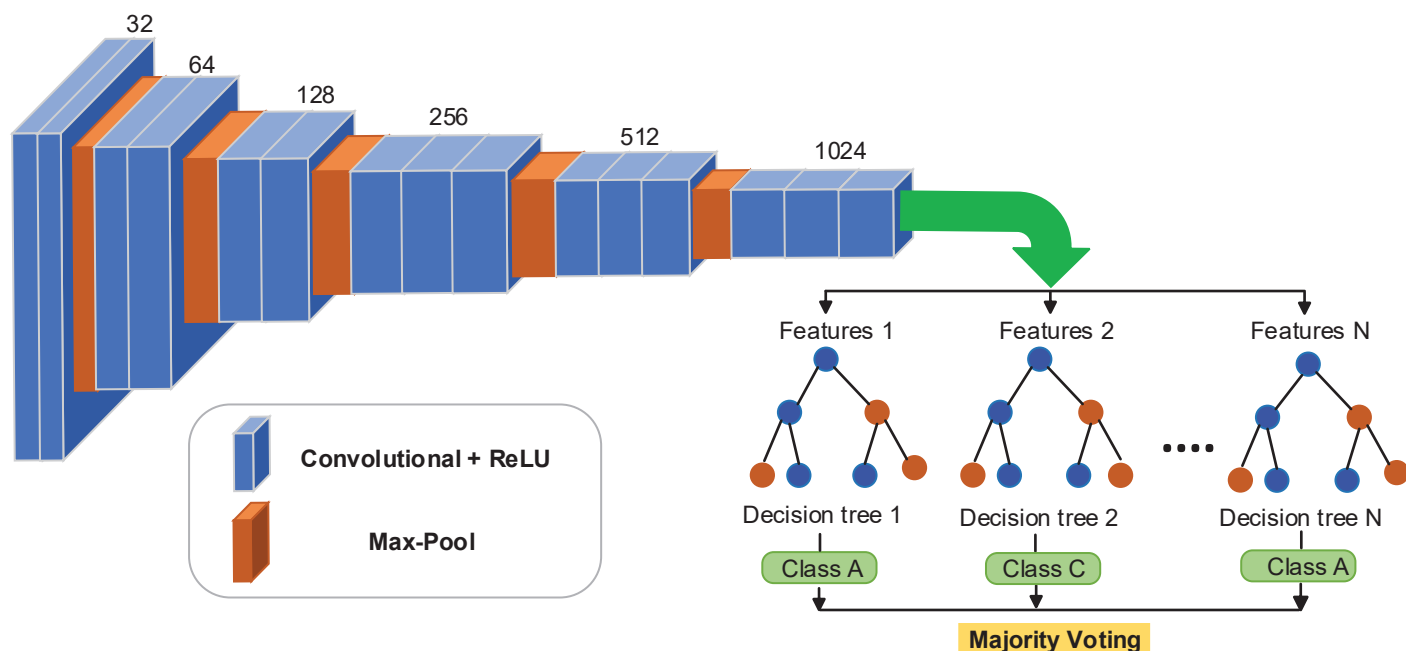 32
64
128
256
512
1024
Features 1
Features 2
Features N
Convolutional + ReLU
Max-Pool
Decision tree 1
Decision tree 2
Decision tree N
Class A
Class C
Class A
Majority Voting